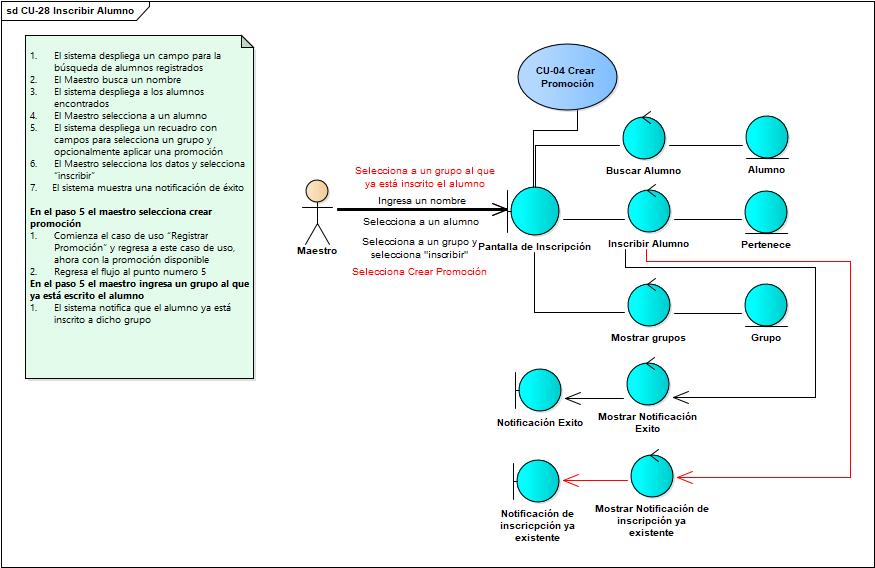 sd CU-28 Inscribir Alumno
1. El sistema despliega un campo para la
búsqueda de alumnos registrados
2. El Maestro busca un nombre
3. El sistema despliega a los alumnos
encontrados
4. El Maestro selecciona a un alumno
5. El sistema despliega un recuadro con
campos para selecciona un grupo y
opcionalmente aplicar una promoción
6. El Maestro selecciona los datos y selecciona
"inscribir"
7. El sistema muestra una notificación de éxito
En el paso 5 el maestro selecciona crear
promoción
1. Comienza el caso de uso "Registrar
Promoción" y regresa a este caso de uso,
ahora con la promoción disponible
2. Regresa el flujo al punto numero 5
En el paso 5 el maestro ingresa un grupo al que
ya está escrito el alumno
1. El sistema notifica que el alumno ya está
inscrito a dicho grupo
Maestro
Selecciona a un grupo al que
ya está inscrito el alumno
Ingresa un nombre
Selecciona a un alumno
Selecciona a un grupo y
selecciona "inscribir"
Selecciona Crear Promoción
CU-04 Crear
Promoción
Pantalla de Inscripción
Buscar Alumno
Alumno
Inscribir Alumno
Pertenece
Mostrar grupos
Grupo
Notificación Exito
Mostrar Notificación
Exito
Notificación de
inscricpción ya
existente
Mostrar Notificación de
inscripción ya
existente